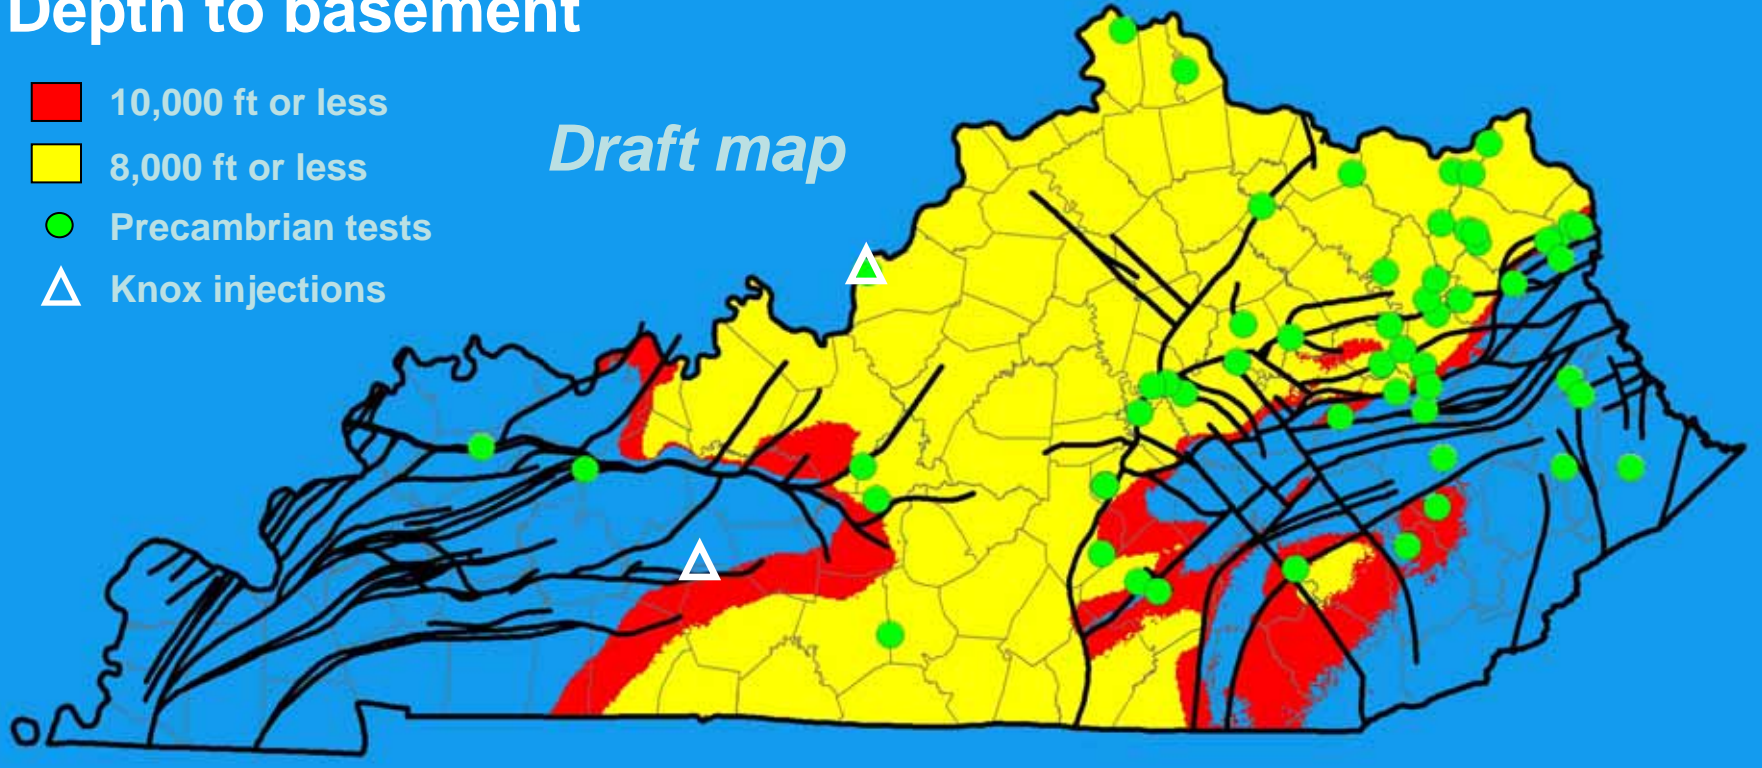 Depth to basement
10,000 ft or less
8,000 ft or less
Precambrian tests
Knox injections
Draft map